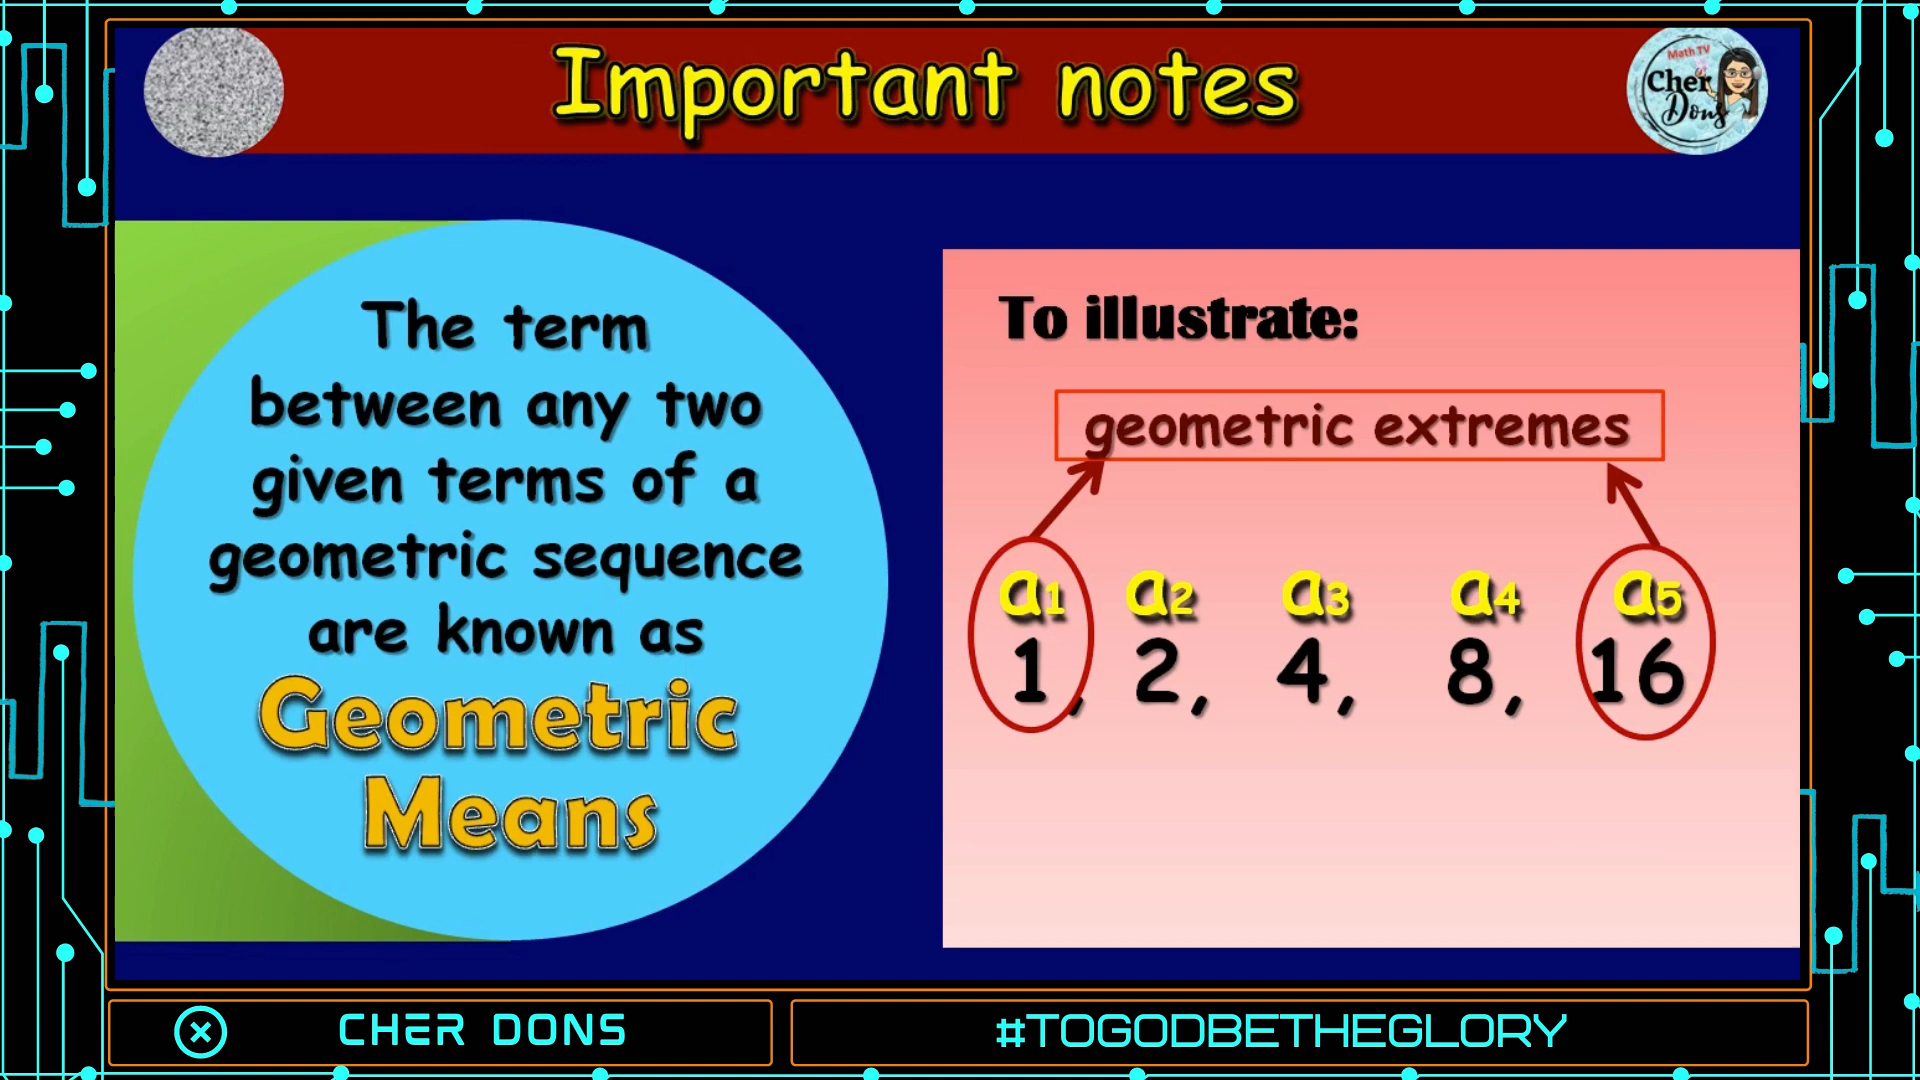 Important notes
Math TV
Cher
Dons
The term
between any two
given terms of a
geometric sequence
are known as
Geometric
Means
To illustrate:
geometric extremes
a1 a2 a3 a4 a5
1, 2, 4, 8, 16
CHER DONS
#TOGODBETHEGLORY